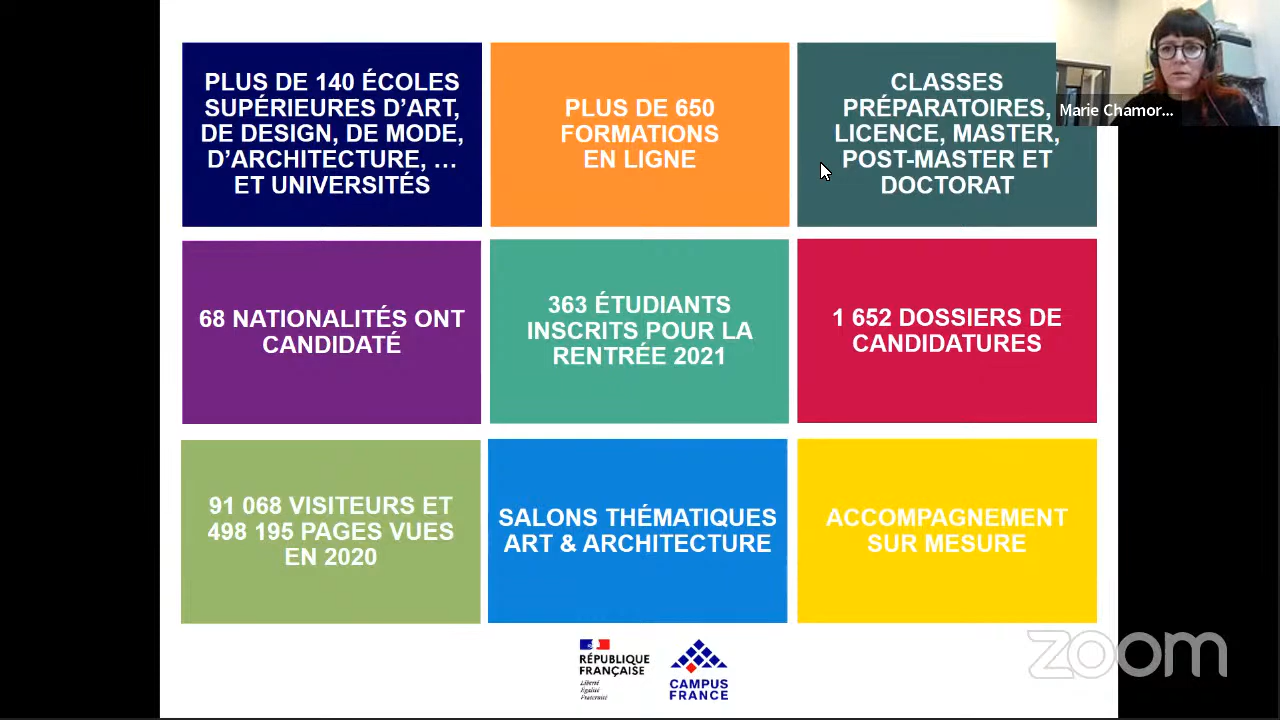 PLUS DE 140 ÉCOLES
SUPÉRIEURES D’ART,
DE DESIGN, DE MODE,
D’ARCHITECTURE, …
ET UNIVERSITÉS
PLUS DE 650
FORMATIONS
EN LIGNE
CLASSES
PRÉPARATOIRES,
LICENCE, MASTER,
POST-MASTER ET
DOCTORAT
Marie Chamor...
68 NATIONALITÉS ONT
CANDIDATÉ
363 ÉTUDIANTS
INSCRITS POUR LA
RENTRÉE 2021
1 652 DOSSIERS DE
CANDIDATURES
91 068 VISITEURS ET
498 195 PAGES VUES
EN 2020
SALONS THÉMATIQUES
ART & ARCHITECTURE
ACCOMPAGNEMENT
SUR MESURE
RÉPUBLIQUE
FRANÇAISE
Liberté
Égalité
Fraternité
CAMPUS
FRANCE
zoom